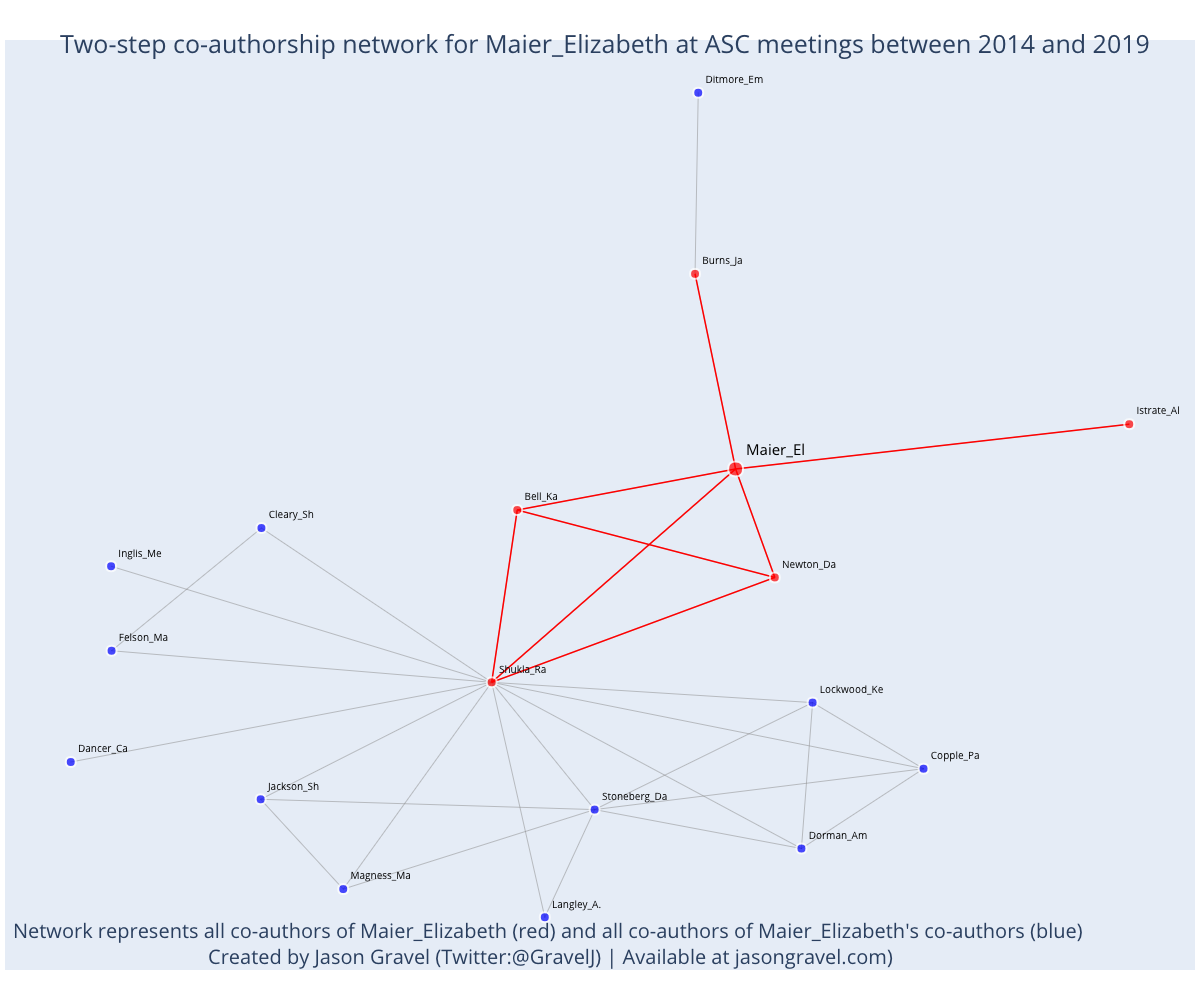 Two-step co-authorship network for Maier_Elizabeth at ASC meetings between 2014 and 2019
Ditmore_Em
Burns_Ja
Istrate_Al
Maier_El
Bell_Ka
Cleary_Sh
Inglis_Me
Newton_Da
Felson_Ma
Shukla_Ra
Lockwood_Ke
Dancer_Ca
Copple_Pa
Jackson_Sh
Stoneberg_Da
Dorman_Am
Magness_Ma
Langley_A.
Network represents all co-authors of Maier_Elizabeth (red) and all co-authors of Maier_Elizabeth's co-authors (blue)
Created by Jason Gravel (Twitter:@GravelJ) | Available at jasongravel.com)